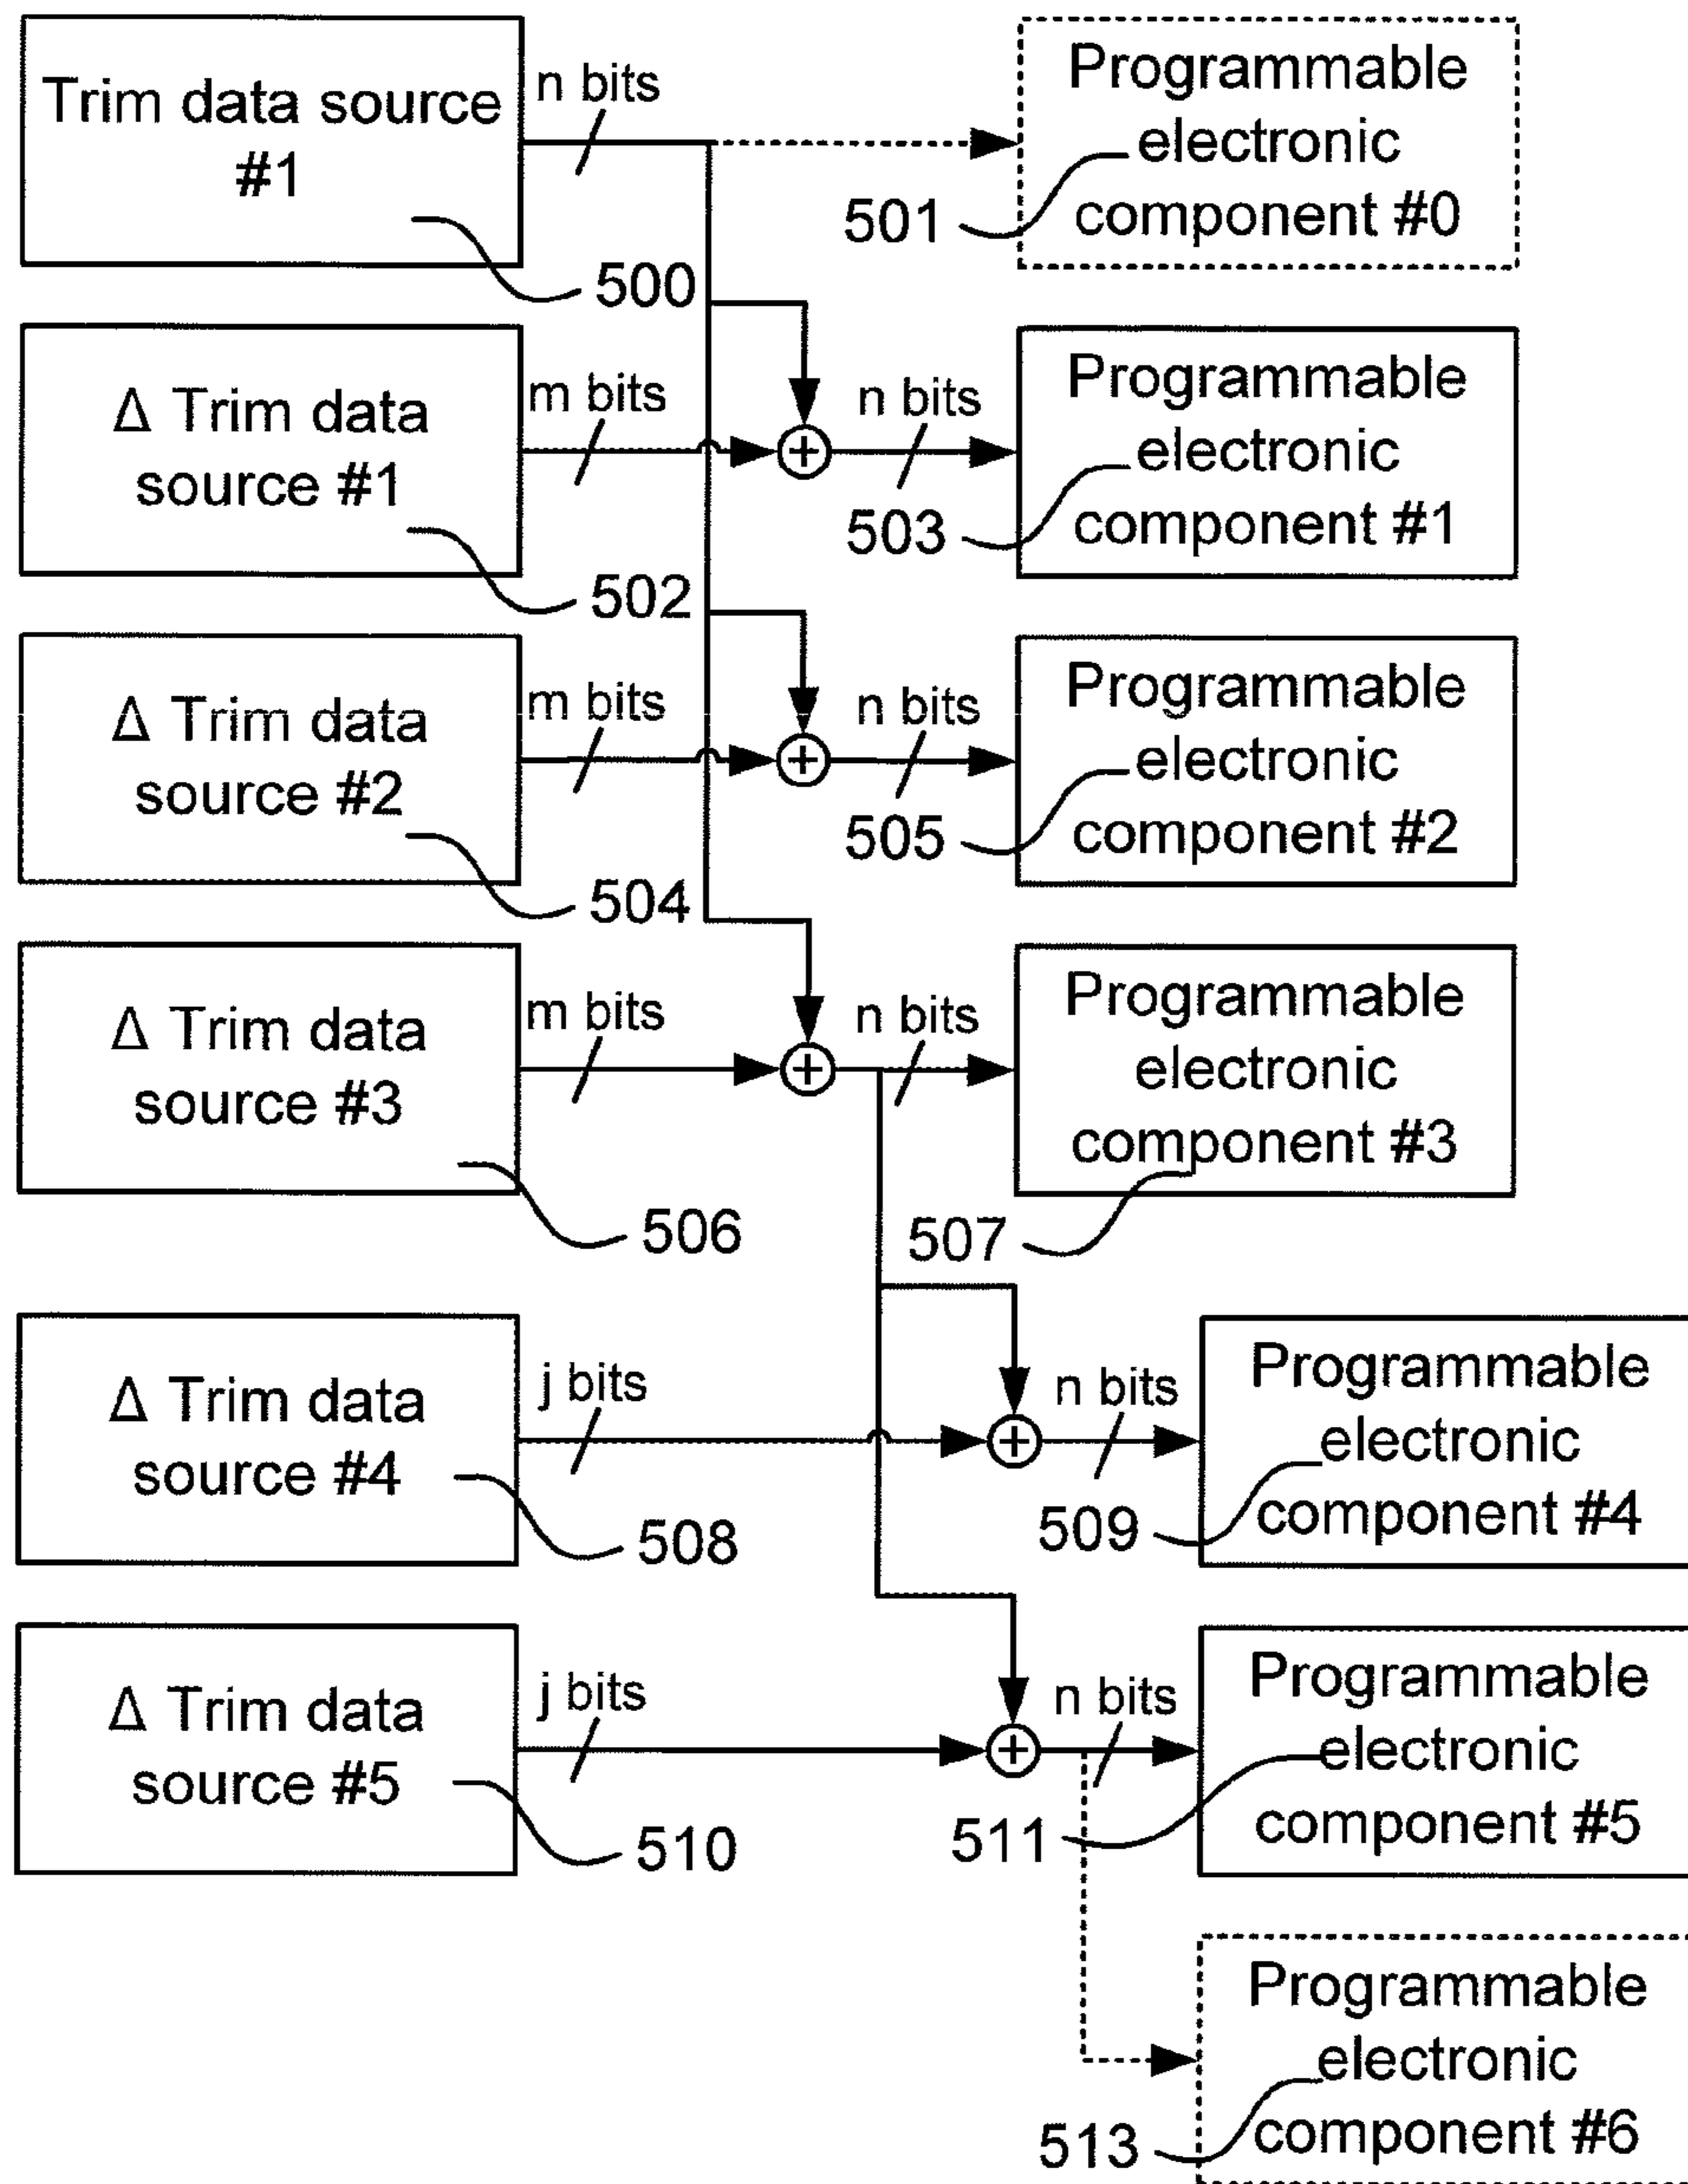 Trim data source
#1
n bits
Programmable
electronic
component #0
501
500
Δ Trim data
source #1
m bits
n bits
Programmable
electronic
component #1
503
502
Δ Trim data
source #2
m bits
n bits
Programmable
electronic
component #2
505
504
Δ Trim data
source #3
m bits
n bits
Programmable
electronic
component #3
506
507
Δ Trim data
source #4
j bits
n bits
Programmable
electronic
component #4
509
508
Δ Trim data
source #5
j bits
n bits
Programmable
electronic
component #5
511
510
Programmable
electronic
component #6
513